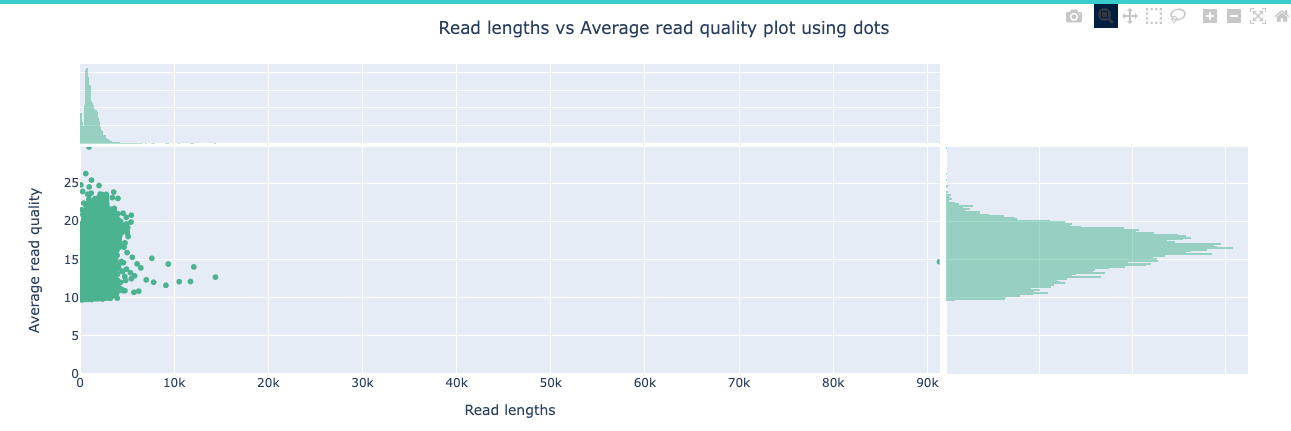 Read lengths vs Average read quality plot using dots
Average read quality
25
20
15
10
5
0
0 10k 20k 30k 40k 50k 60k 70k 80k 90k
Read lengths